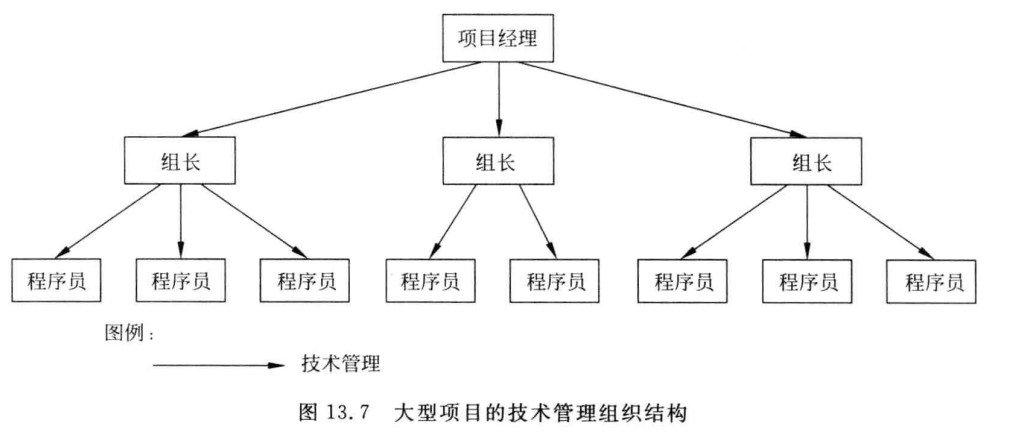 项目经理
组长 组长 组长
程序员 程序员 程序员 程序员 程序员 程序员 程序员 程序员
图例:
技术管理
图 13.7 大型项目的技术管理组织结构